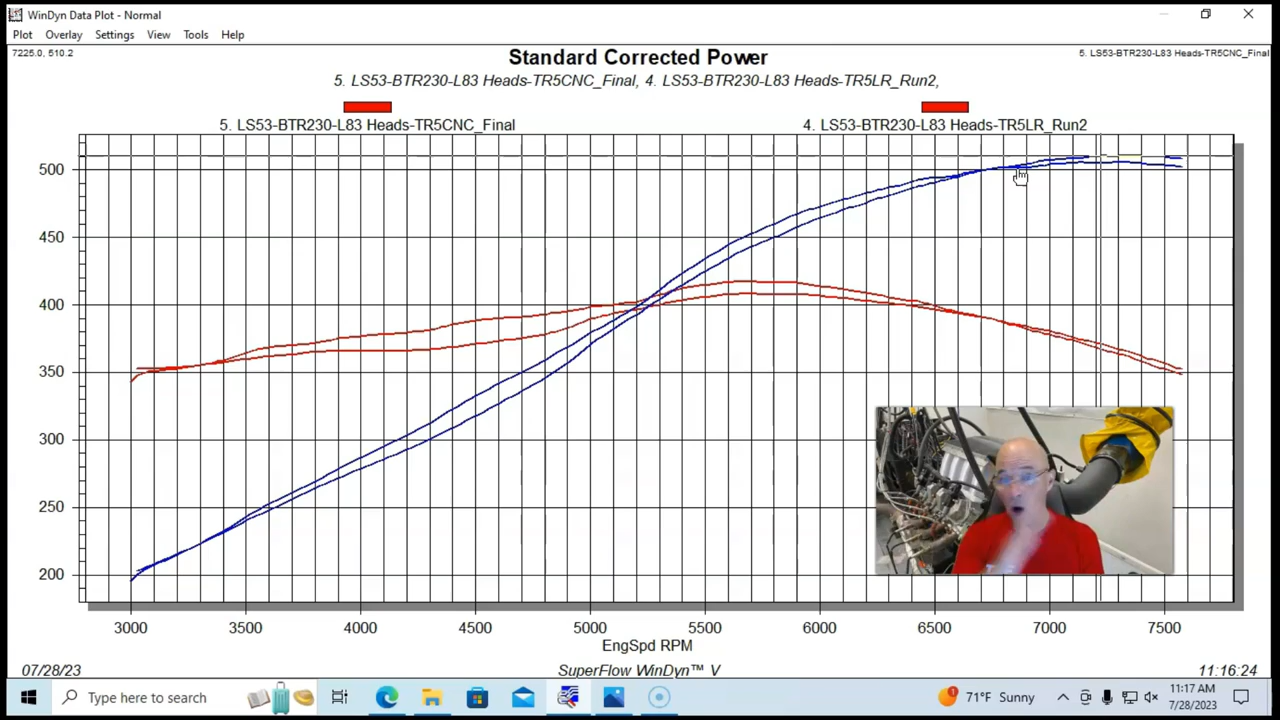 WinDyn Data Plot - Normal
Plot Overlay Settings View Tools Help
7225.0, 510.2
5. LS53-BTR230-L83 Heads-TR5CNC_Final
Standard Corrected Power
5. LS53-BTR230-L83 Heads-TR5CNC_Final, 4. LS53-BTR230-L83 Heads-TR5LR_Run2,
5. LS53-BTR230-L83 Heads-TR5CNC_Final
4. LS53-BTR230-L83 Heads-TR5LR_Run2
500
450
400
350
300
250
200
3000 3500 4000 4500 5000 5500 6000 6500 7000 7500
EngSpd RPM
07/28/23
SuperFlow WinDyn™ V
11:16:24
Type here to search
1
71°F Sunny
11:17 AM
7/28/2023